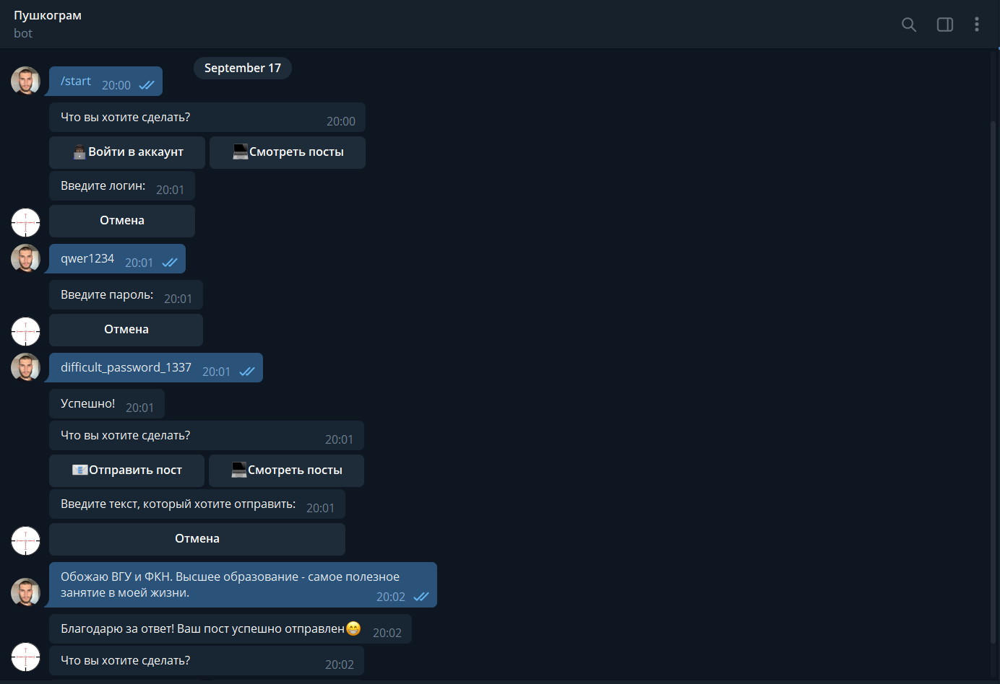 Пушкограм
bot
September 17
/start 20:00
Что вы хотите сделать? 20:00
Войти в аккаунт Смотреть посты
Введите логин: 20:01
Отмена
qwer1234 20:01
Введите пароль: 20:01
Отмена
difficult_password_1337 20:01
Успешно! 20:01
Что вы хотите сделать? 20:01
Отправить пост Смотреть посты
Введите текст, который хотите отправить: 20:01
Отмена
Обожаю ВГУ и ФКН. Высшее образование - самое полезное
занятие в моей жизни. 20:02
Благодарю за ответ! Ваш пост успешно отправлен😁 20:02
Что вы хотите сделать? 20:02